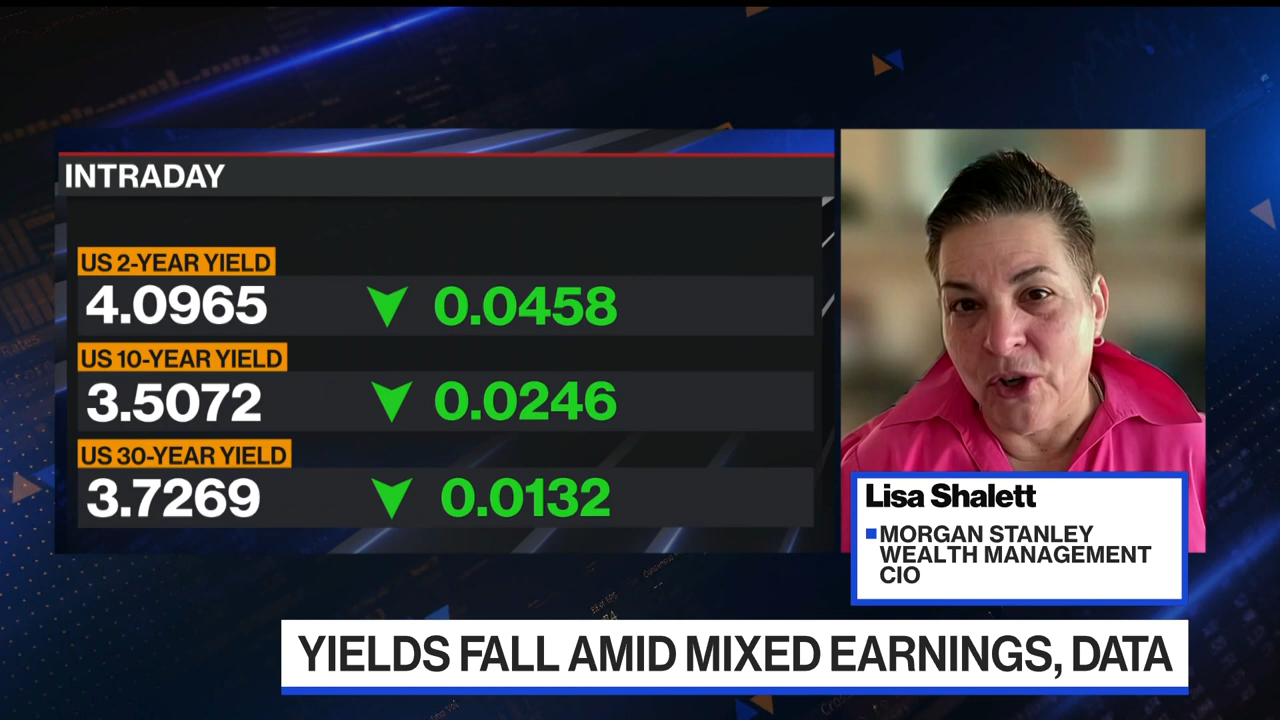 INTRADAY
US 2-YEAR YIELD
4.0965 ▼ 0.0458
US 10-YEAR YIELD
3.5072 ▼ 0.0246
US 30-YEAR YIELD
3.7269 ▼ 0.0132
Lisa Shalett
MORGAN STANLEY
WEALTH MANAGEMENT
CIO
YIELDS FALL AMID MIXED EARNINGS, DATA